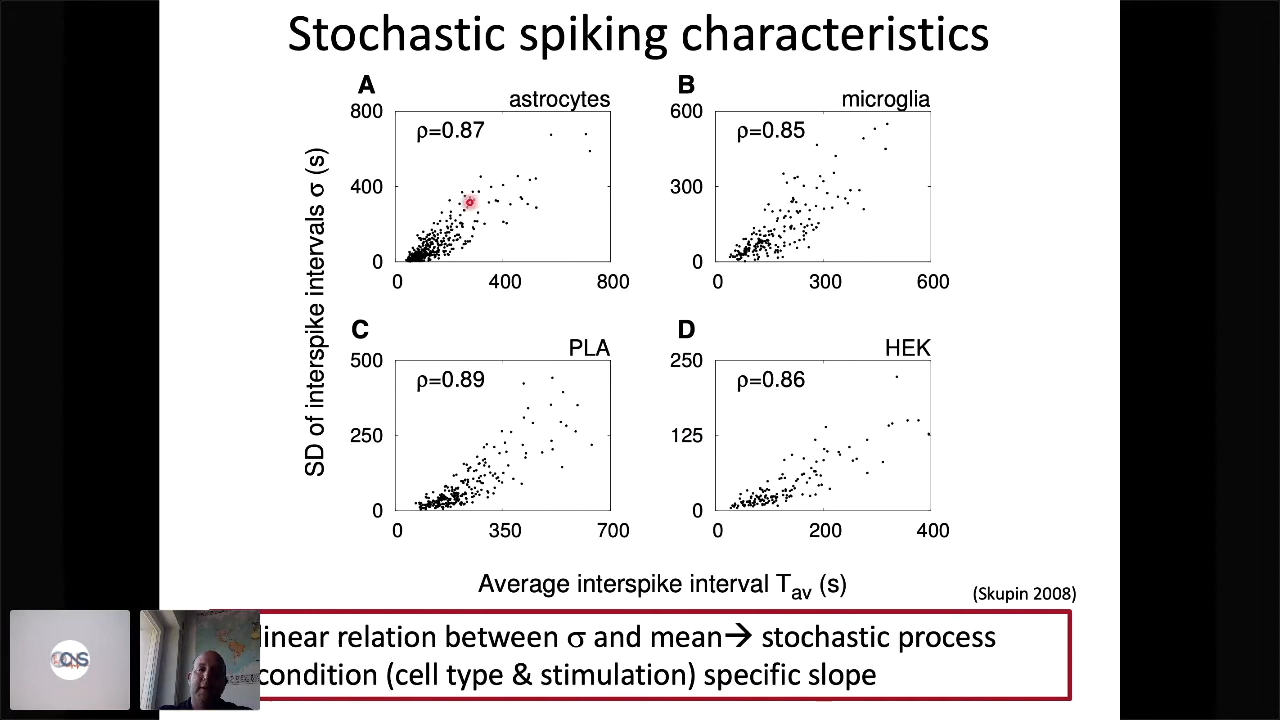 Stochastic spiking characteristics
A
astrocytes
800
400
0
ρ=0.87
0 400 800
B
microglia
600
300
0
ρ=0.85
0 300 600
SD of interspike intervals σ (s)
C
PLA
500
250
0
ρ=0.89
0 350 700
D
HEK
250
125
0
ρ=0.86
0 200 400
Average interspike interval Tav (s)
(Skupin 2008)
linear relation between σ and mean→ stochastic process
condition (cell type & stimulation) specific slope